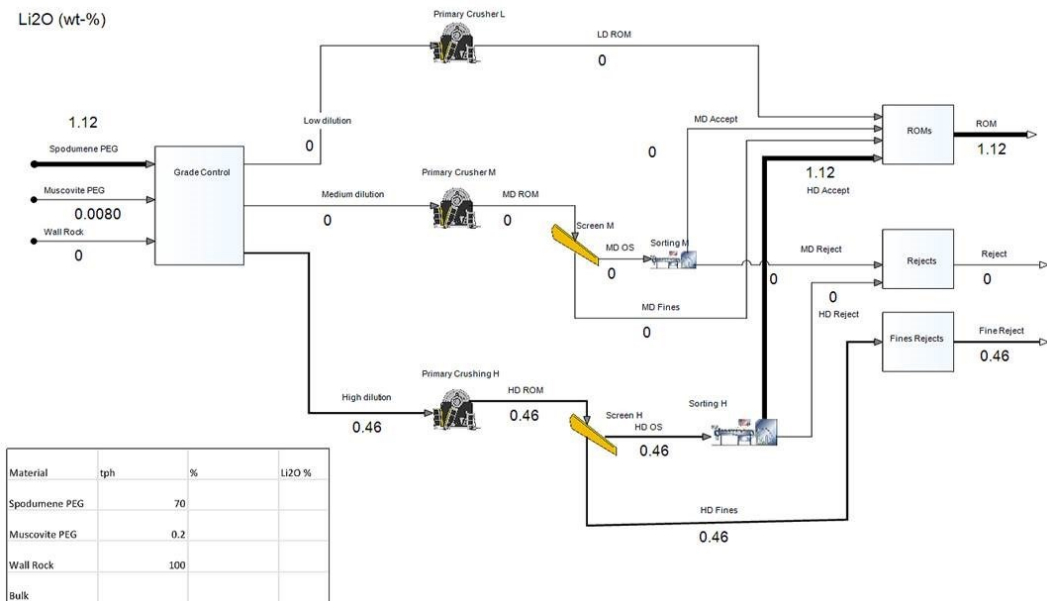 Li2O (wt-%)
Primary Crusher L
LD ROM
0
1.12
Spodumene PEG
Muscovite PEG
0.0080
Wall Rock
0
Grade Control
Low dilution
0
Medium dilution
0
Primary Crusher M
MD ROM
0
Screen M
MD OS
0
Sorting M
MD Accept
0
MD Fines
0
1.12
HD Accept
ROMs
ROM
1.12
MD Reject
0
Rejects
Reject
0
0
HD Reject
Fines Rejects
Fine Reject
0.46
High dilution
0.46
Primary Crushing H
HD ROM
0.46
Screen H
HD OS
0.46
Sorting H
HD Fines
0.46
Material tph % Li2O %
Spodumene PEG 70
Muscovite PEG 0.2
Wall Rock 100
Bulk